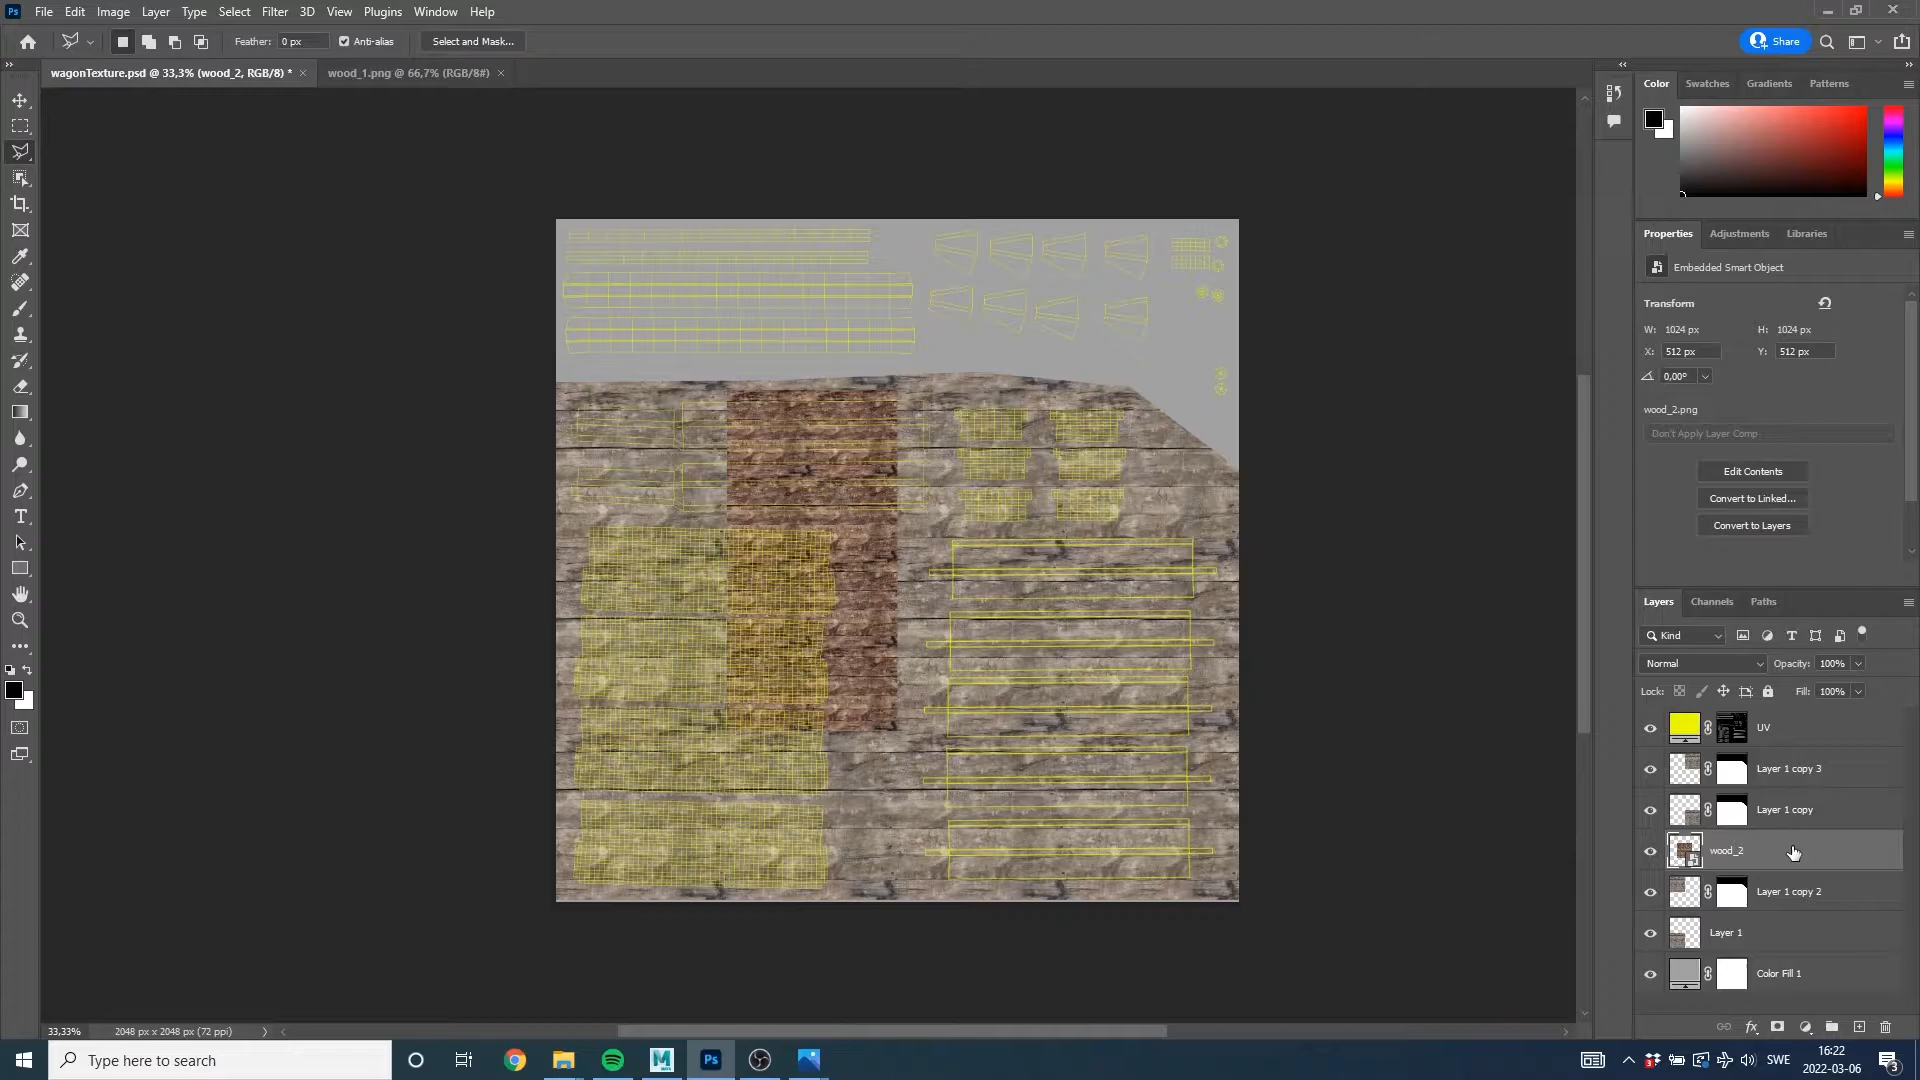 Ps File Edit Image Layer Type Select Filter 3D View Plugins Window Help
Feather: 0 px Anti-alias Select and Mask... Share
wagonTexture.psd @ 33,3% (wood_2, RGB/8) * × wood_1.png @ 66,7% (RGB/8#) ×
Color Swatches Gradients Patterns
Properties Adjustments Libraries
Embedded Smart Object
Transform
W: 1024 px H: 1024 px
X: 512 px Y: 512 px
0,00°
wood_2.png
Don't Apply Layer Comp
Edit Contents
Convert to Linked...
Convert to Layers
Layers Channels Paths
Kind
Normal Opacity: 100%
Lock: Fill: 100%
UV
Layer 1 copy 3
Layer 1 copy
wood_2
Layer 1 copy 2
Layer 1
Color Fill 1
33,33% 2048 px x 2048 px (72 ppi)
Type here to search
Ps
SWE
16:22
2022-03-06
3